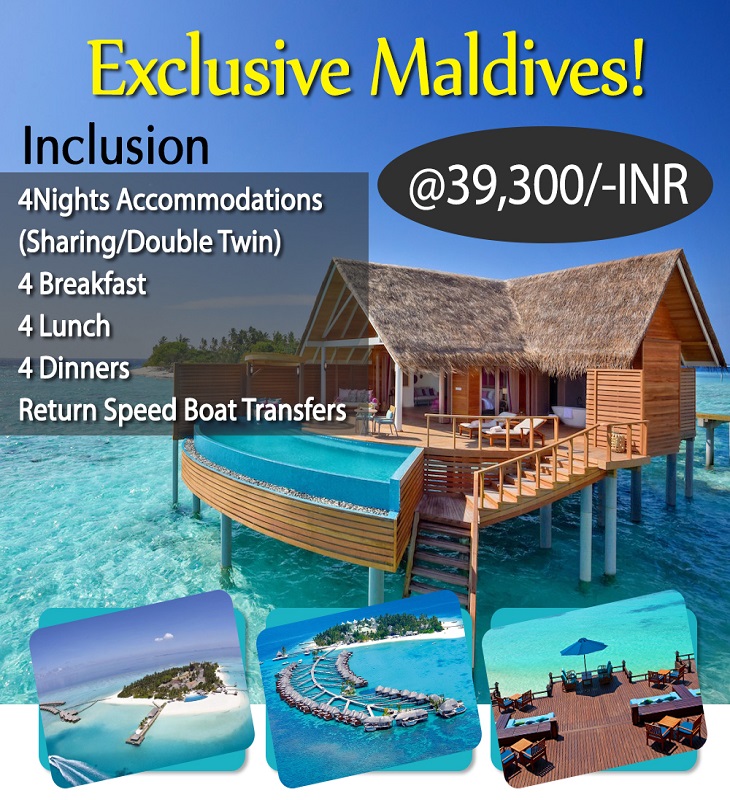 Exclusive Maldives!
Inclusion
@39,300/-INR
4Nights Accommodations
(Sharing/Double Twin)
4 Breakfast
4 Lunch
4 Dinners
Return Speed Boat Transfers